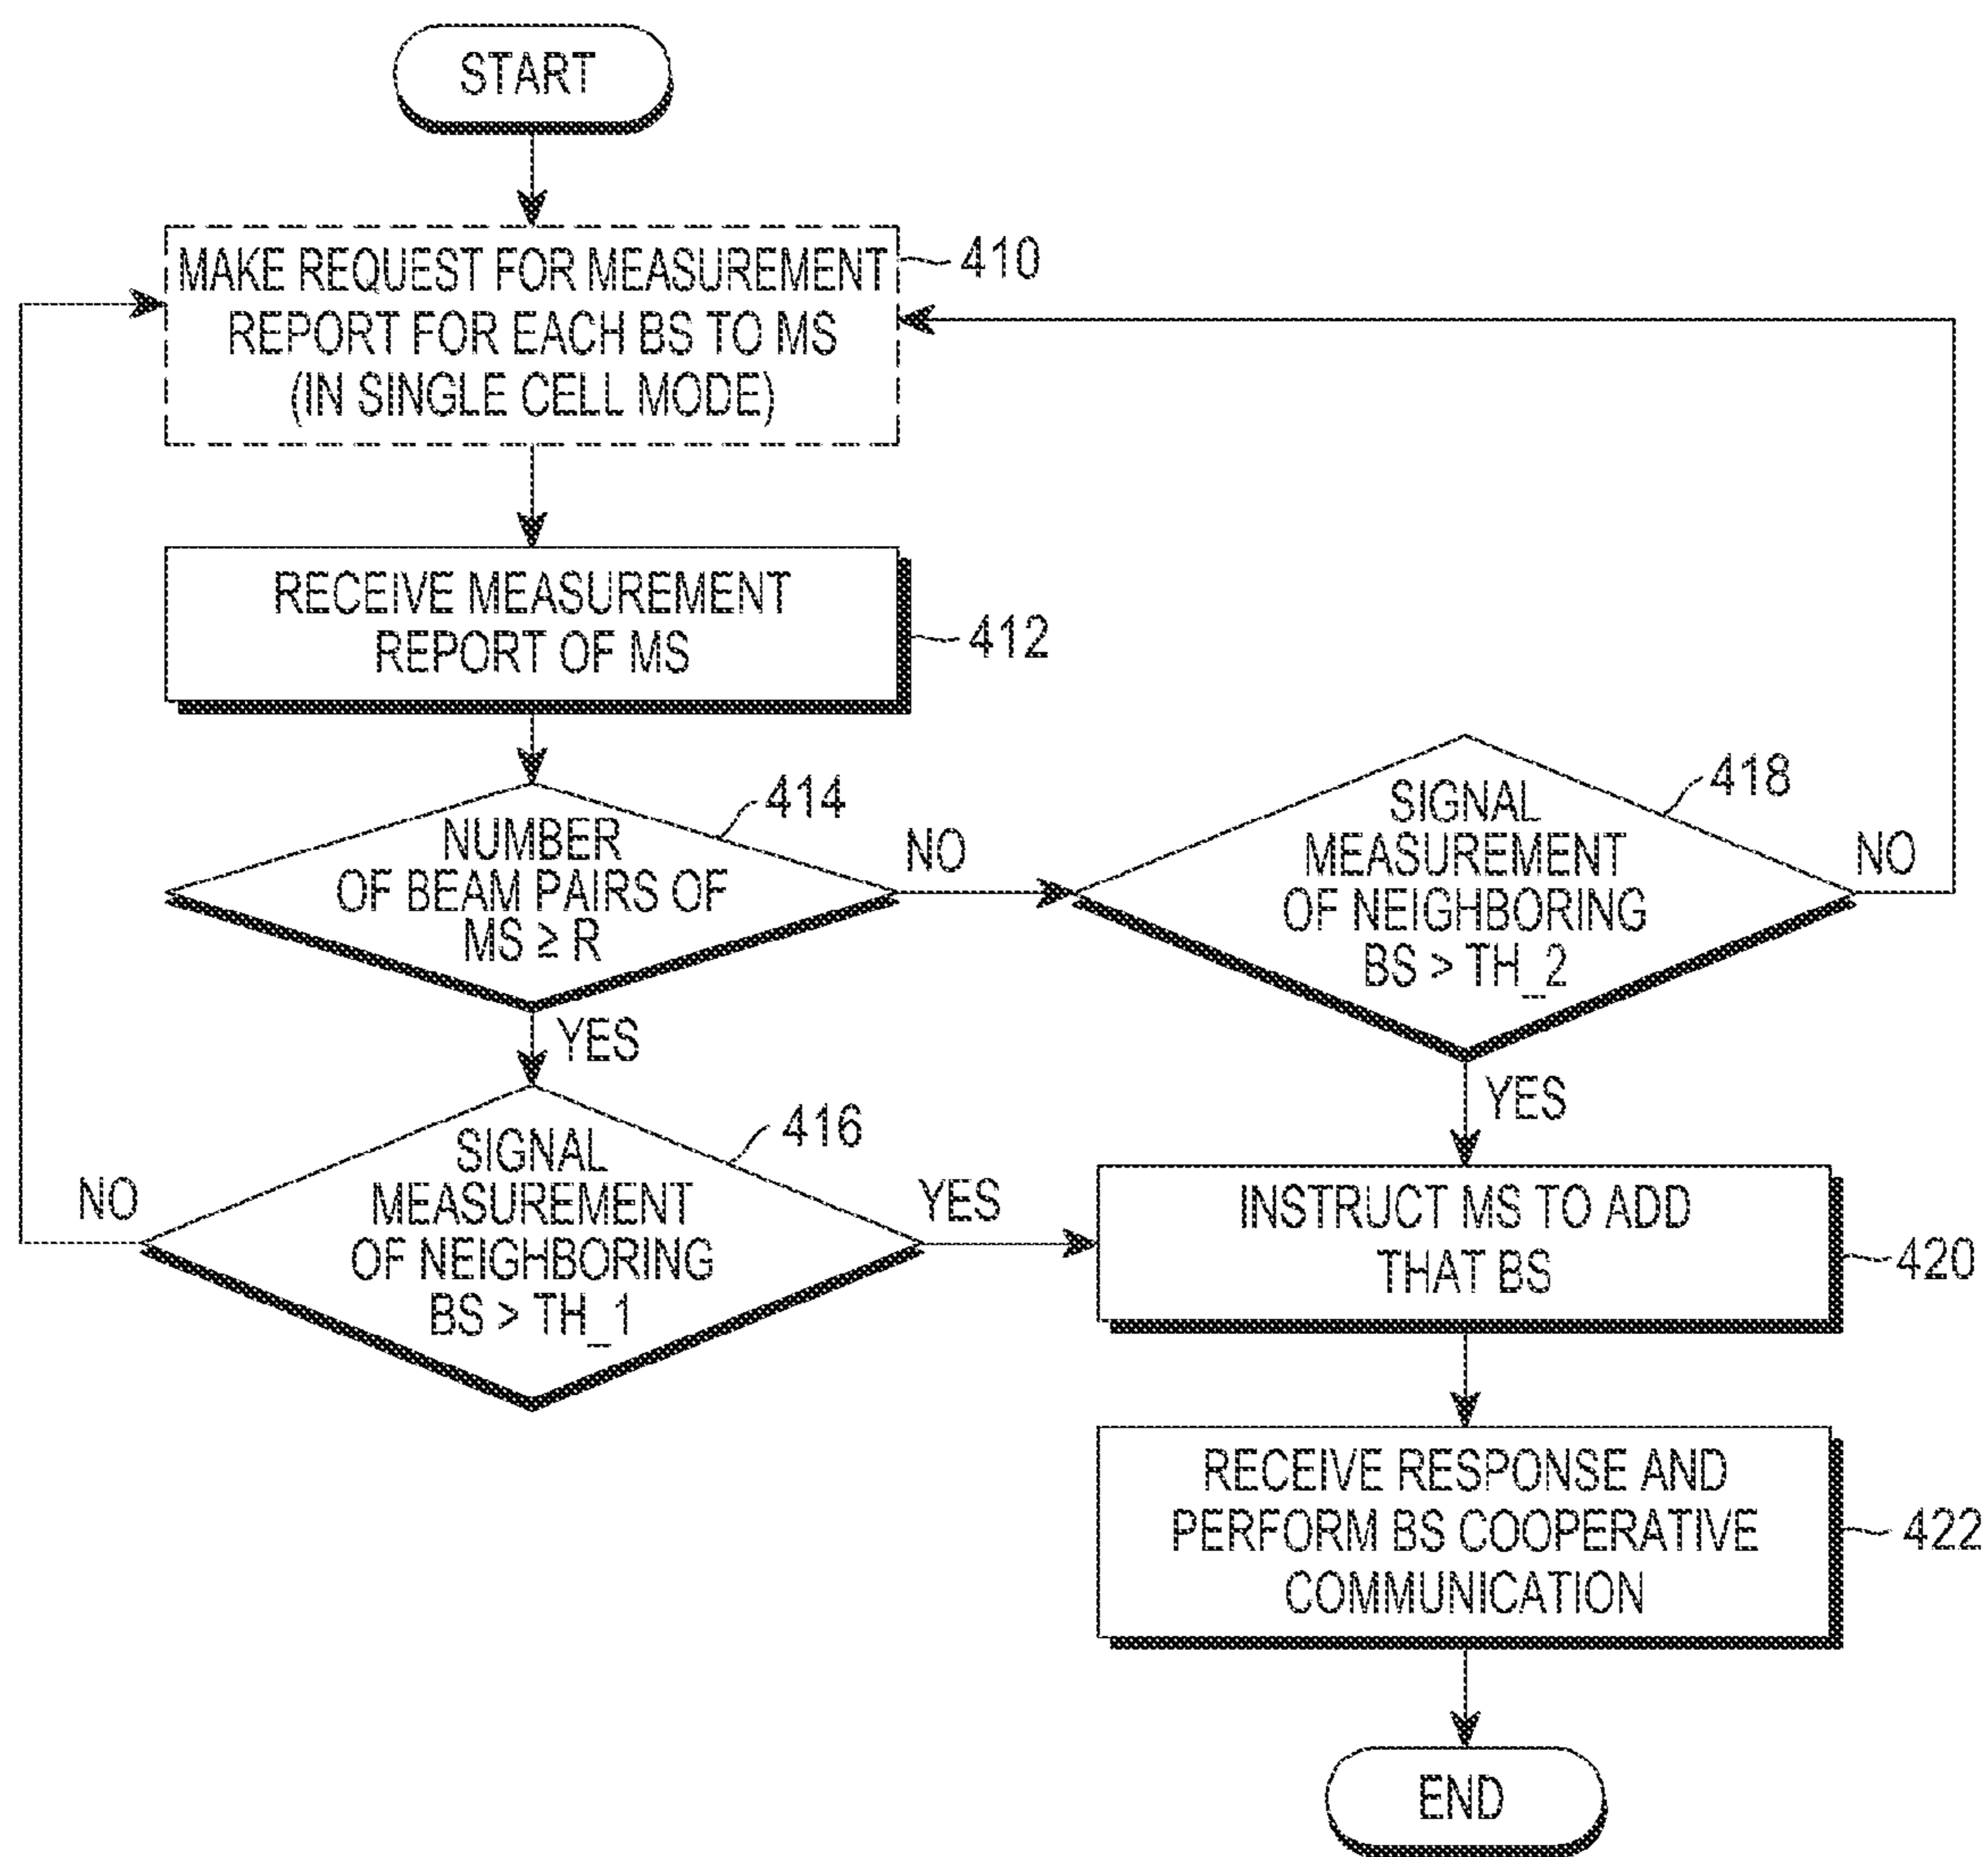 START
MAKE REQUEST FOR MEASUREMENT
REPORT FOR EACH BS TO MS
(IN SINGLE CELL MODE)
410
RECEIVE MEASUREMENT
REPORT OF MS
412
NUMBER
OF BEAM PAIRS OF
MS ≥ R
414
NO
YES
SIGNAL
MEASUREMENT
OF NEIGHBORING
BS > TH_2
418
NO
YES
SIGNAL
MEASUREMENT
OF NEIGHBORING
BS > TH_1
416
NO
YES
INSTRUCT MS TO ADD
THAT BS
420
RECEIVE RESPONSE AND
PERFORM BS COOPERATIVE
COMMUNICATION
422
END